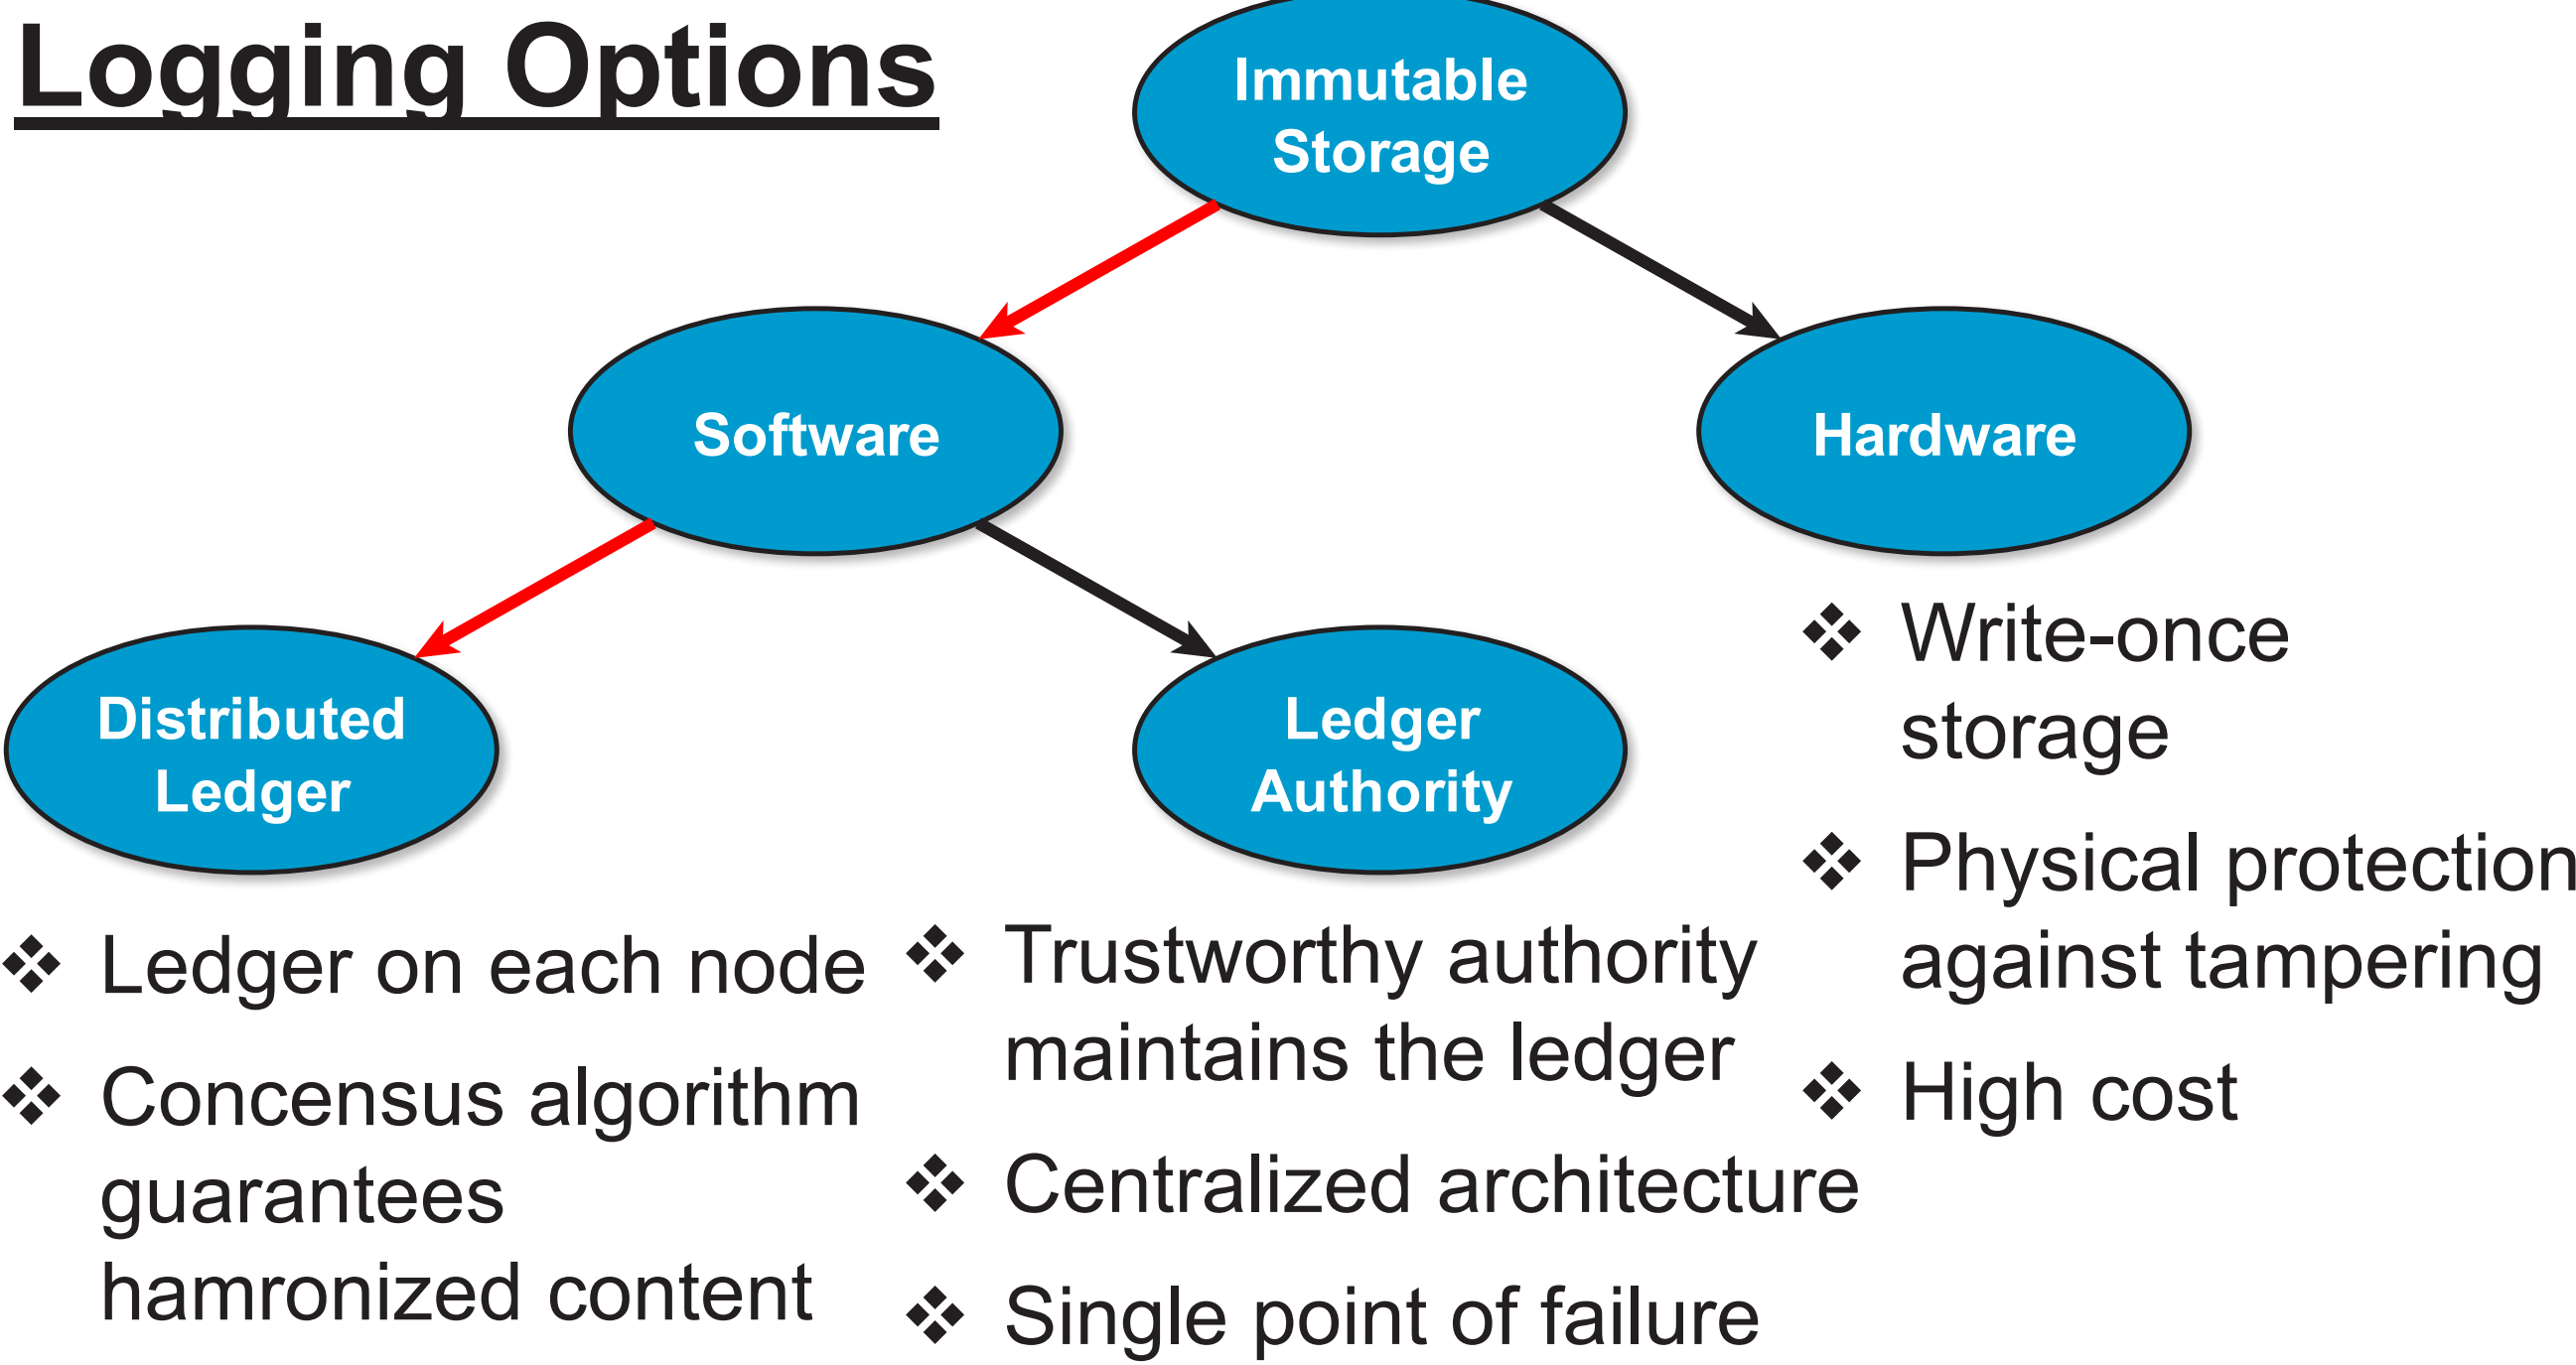 Logging Options
Immutable
Storage
Software
Hardware
Distributed
Ledger
Ledger
Authority
❖ Ledger on each node
❖ Concensus algorithm
guarantees
hamronized content
❖ Trustworthy authority
maintains the ledger
❖ Centralized architecture
❖ Single point of failure
❖ Write-once
storage
❖ Physical protection
against tampering
❖ High cost